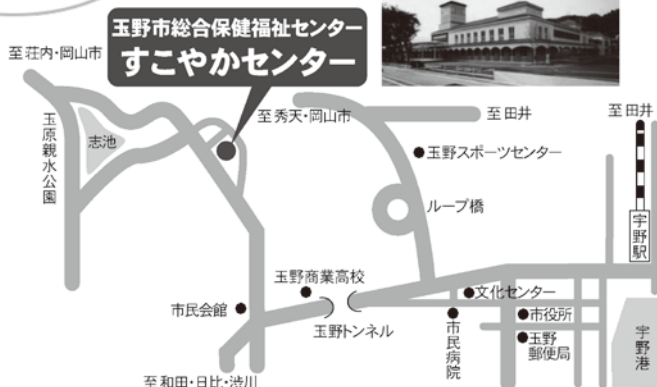 玉野市総合保健福祉センター
すこやかセンター
至荘内・岡山市
至秀天・岡山市
至田井
至田井
玉原親水公園
志池
玉野スポーツセンター
ループ橋
宇野駅
玉野商業高校
文化センター
市民会館
市役所
玉野トンネル
市民病院
玉野
郵便局
宇野港
至和田・日比・渋川